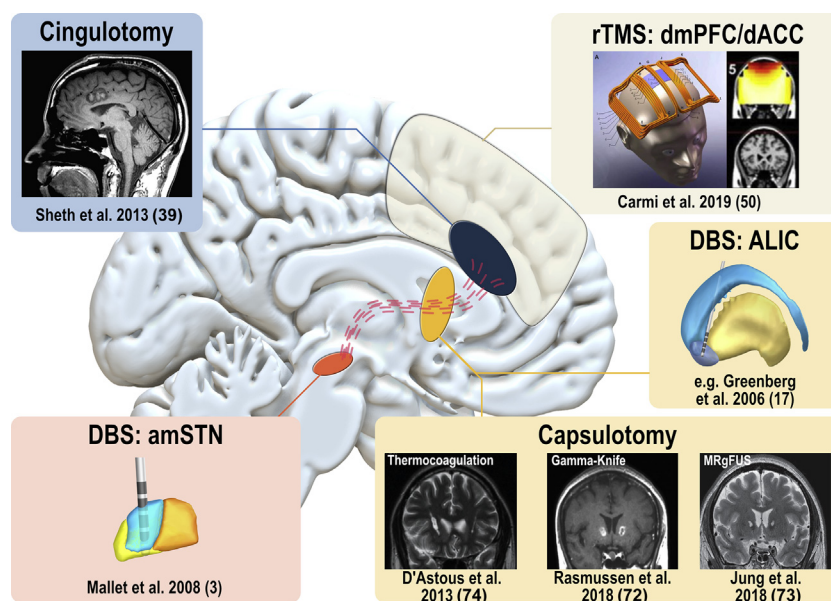 Cingulotomy
Sheth et al. 2013 (39)
rTMS: dmPFC/dACC
A
5
Carmi et al. 2019 (50)
DBS: ALIC
e.g. Greenberg
et al. 2006 (17)
DBS: amSTN
Mallet et al. 2008 (3)
Capsulotomy
Thermocoagulation
Gamma-Knife
MRgFUS
D'Astous et al.
2013 (74)
Rasmussen et al.
2018 (72)
Jung et al.
2018 (73)